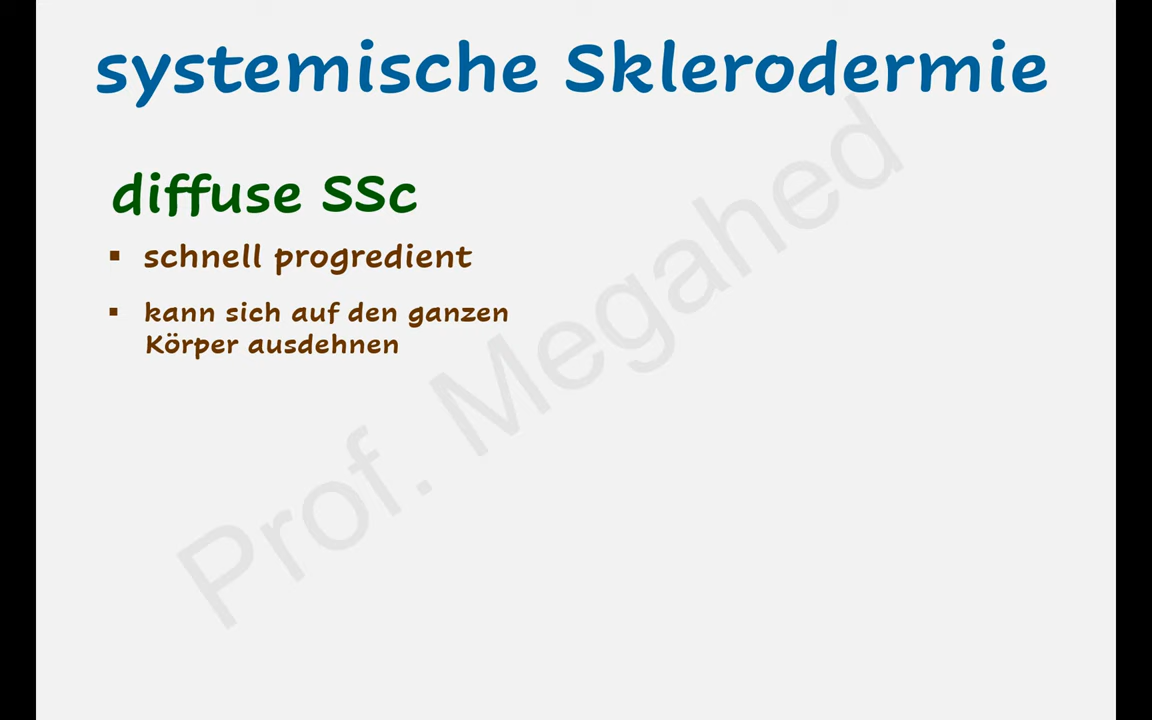 systemische Sklerodermie
diffuse SSc
▪ schnell progredient
▪ kann sich auf den ganzen
Körper ausdehnen
Prof. Megahed